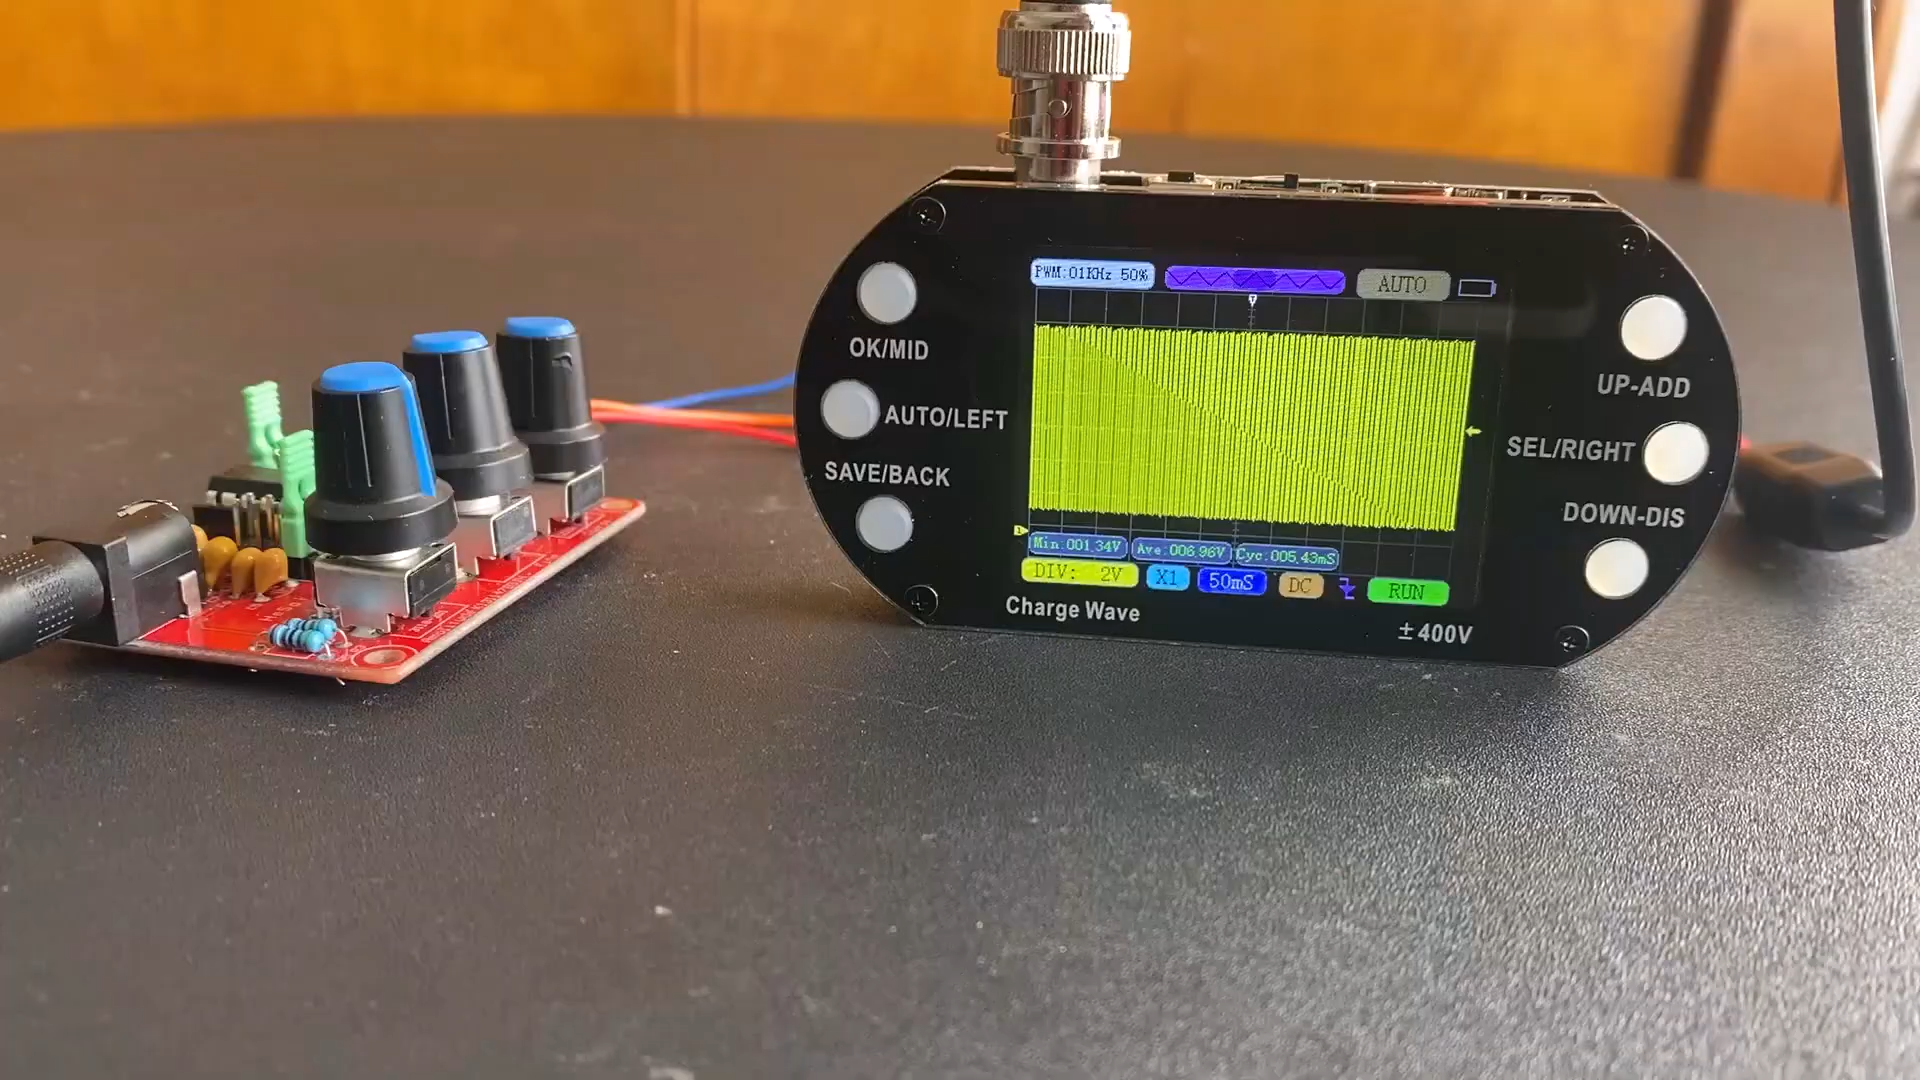 PWM:01KHz 50%
AUTO
OK/MID
UP-ADD
AUTO/LEFT
SEL/RIGHT
SAVE/BACK
DOWN-DIS
Min:001.34V Ave:006.96V Cyc:005.43mS
DIV: 2V X1 50mS DC RUN
Charge Wave
±400V